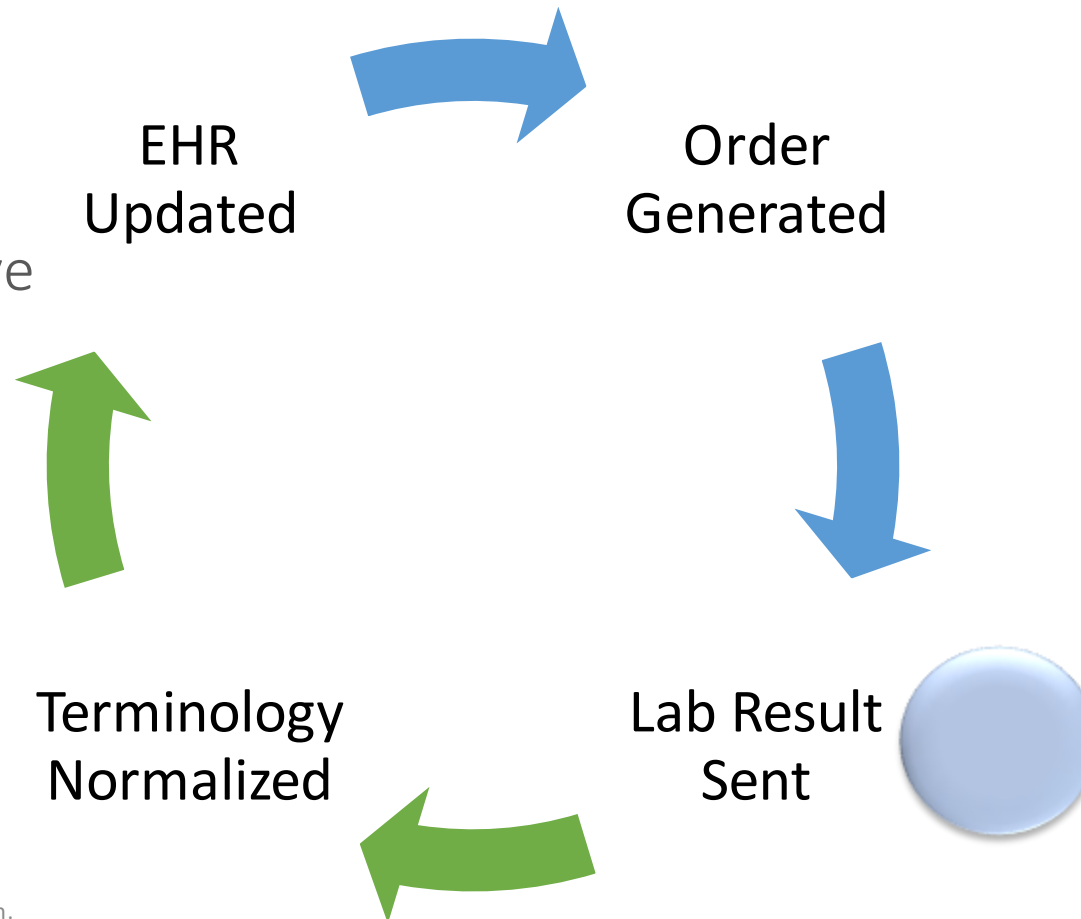 EHR
Updated
Order
Generated
Lab Result
Sent
Terminology
Normalized